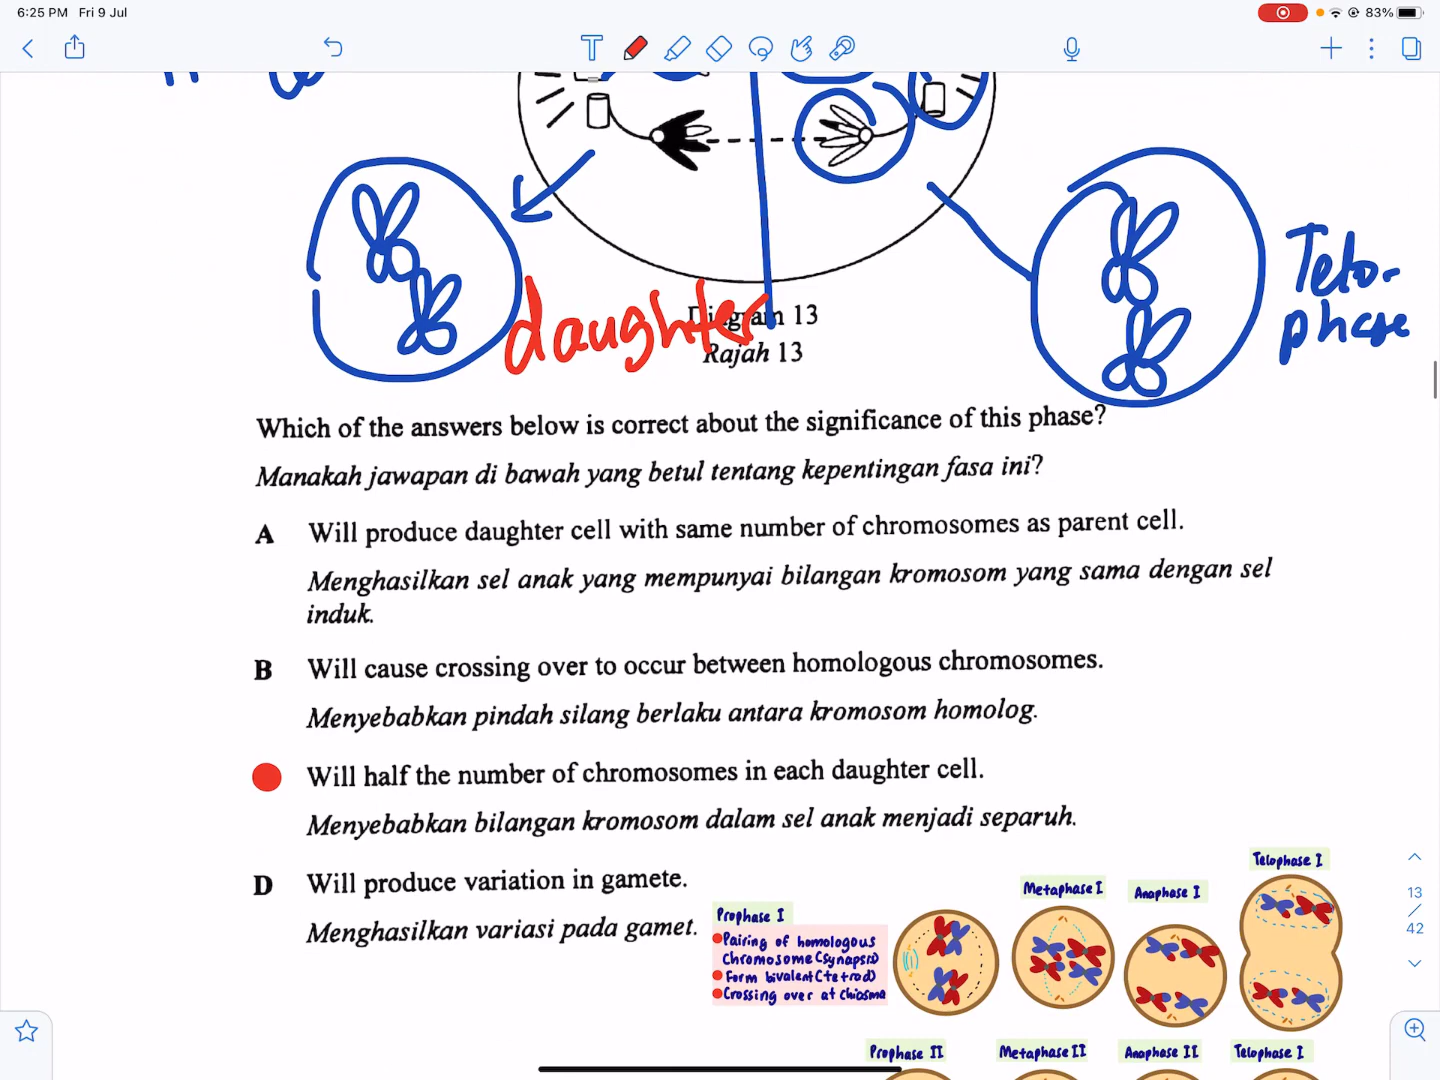 6:25 PM Fri 9 Jul
83%
T
daughter
Telo-
phase
Diagram 13
Rajah 13
Which of the answers below is correct about the significance of this phase?
Manakah jawapan di bawah yang betul tentang kepentingan fasa ini?
A Will produce daughter cell with same number of chromosomes as parent cell.
Menghasilkan sel anak yang mempunyai bilangan kromosom yang sama dengan sel
induk.
B Will cause crossing over to occur between homologous chromosomes.
Menyebabkan pindah silang berlaku antara kromosom homolog.
Will half the number of chromosomes in each daughter cell.
Menyebabkan bilangan kromosom dalam sel anak menjadi separuh.
D Will produce variation in gamete.
Menghasilkan variasi pada gamet.
Prophase I
Pairing of homologous
Chromosome (synapsis)
Form bivalent (tetrad)
Crossing over at chiasma
Metaphase I
Anaphase I
Telophase I
Prophase II
Metaphase II
Anaphase II
Telophase I
13
/
42